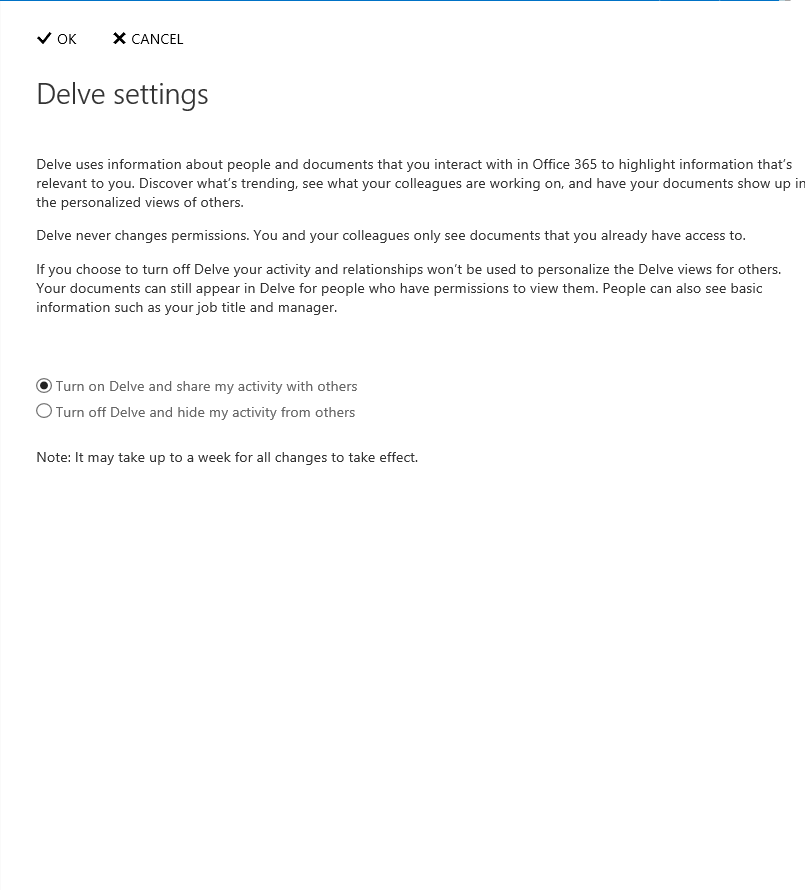 OK CANCEL
Delve settings
Delve uses information about people and documents that you interact with in Office 365 to highlight information that's
relevant to you. Discover what's trending, see what your colleagues are working on, and have your documents show up in
the personalized views of others.
Delve never changes permissions. You and your colleagues only see documents that you already have access to.
If you choose to turn off Delve your activity and relationships won't be used to personalize the Delve views for others.
Your documents can still appear in Delve for people who have permissions to view them. People can also see basic
information such as your job title and manager.
Turn on Delve and share my activity with others
Turn off Delve and hide my activity from others
Note: It may take up to a week for all changes to take effect.